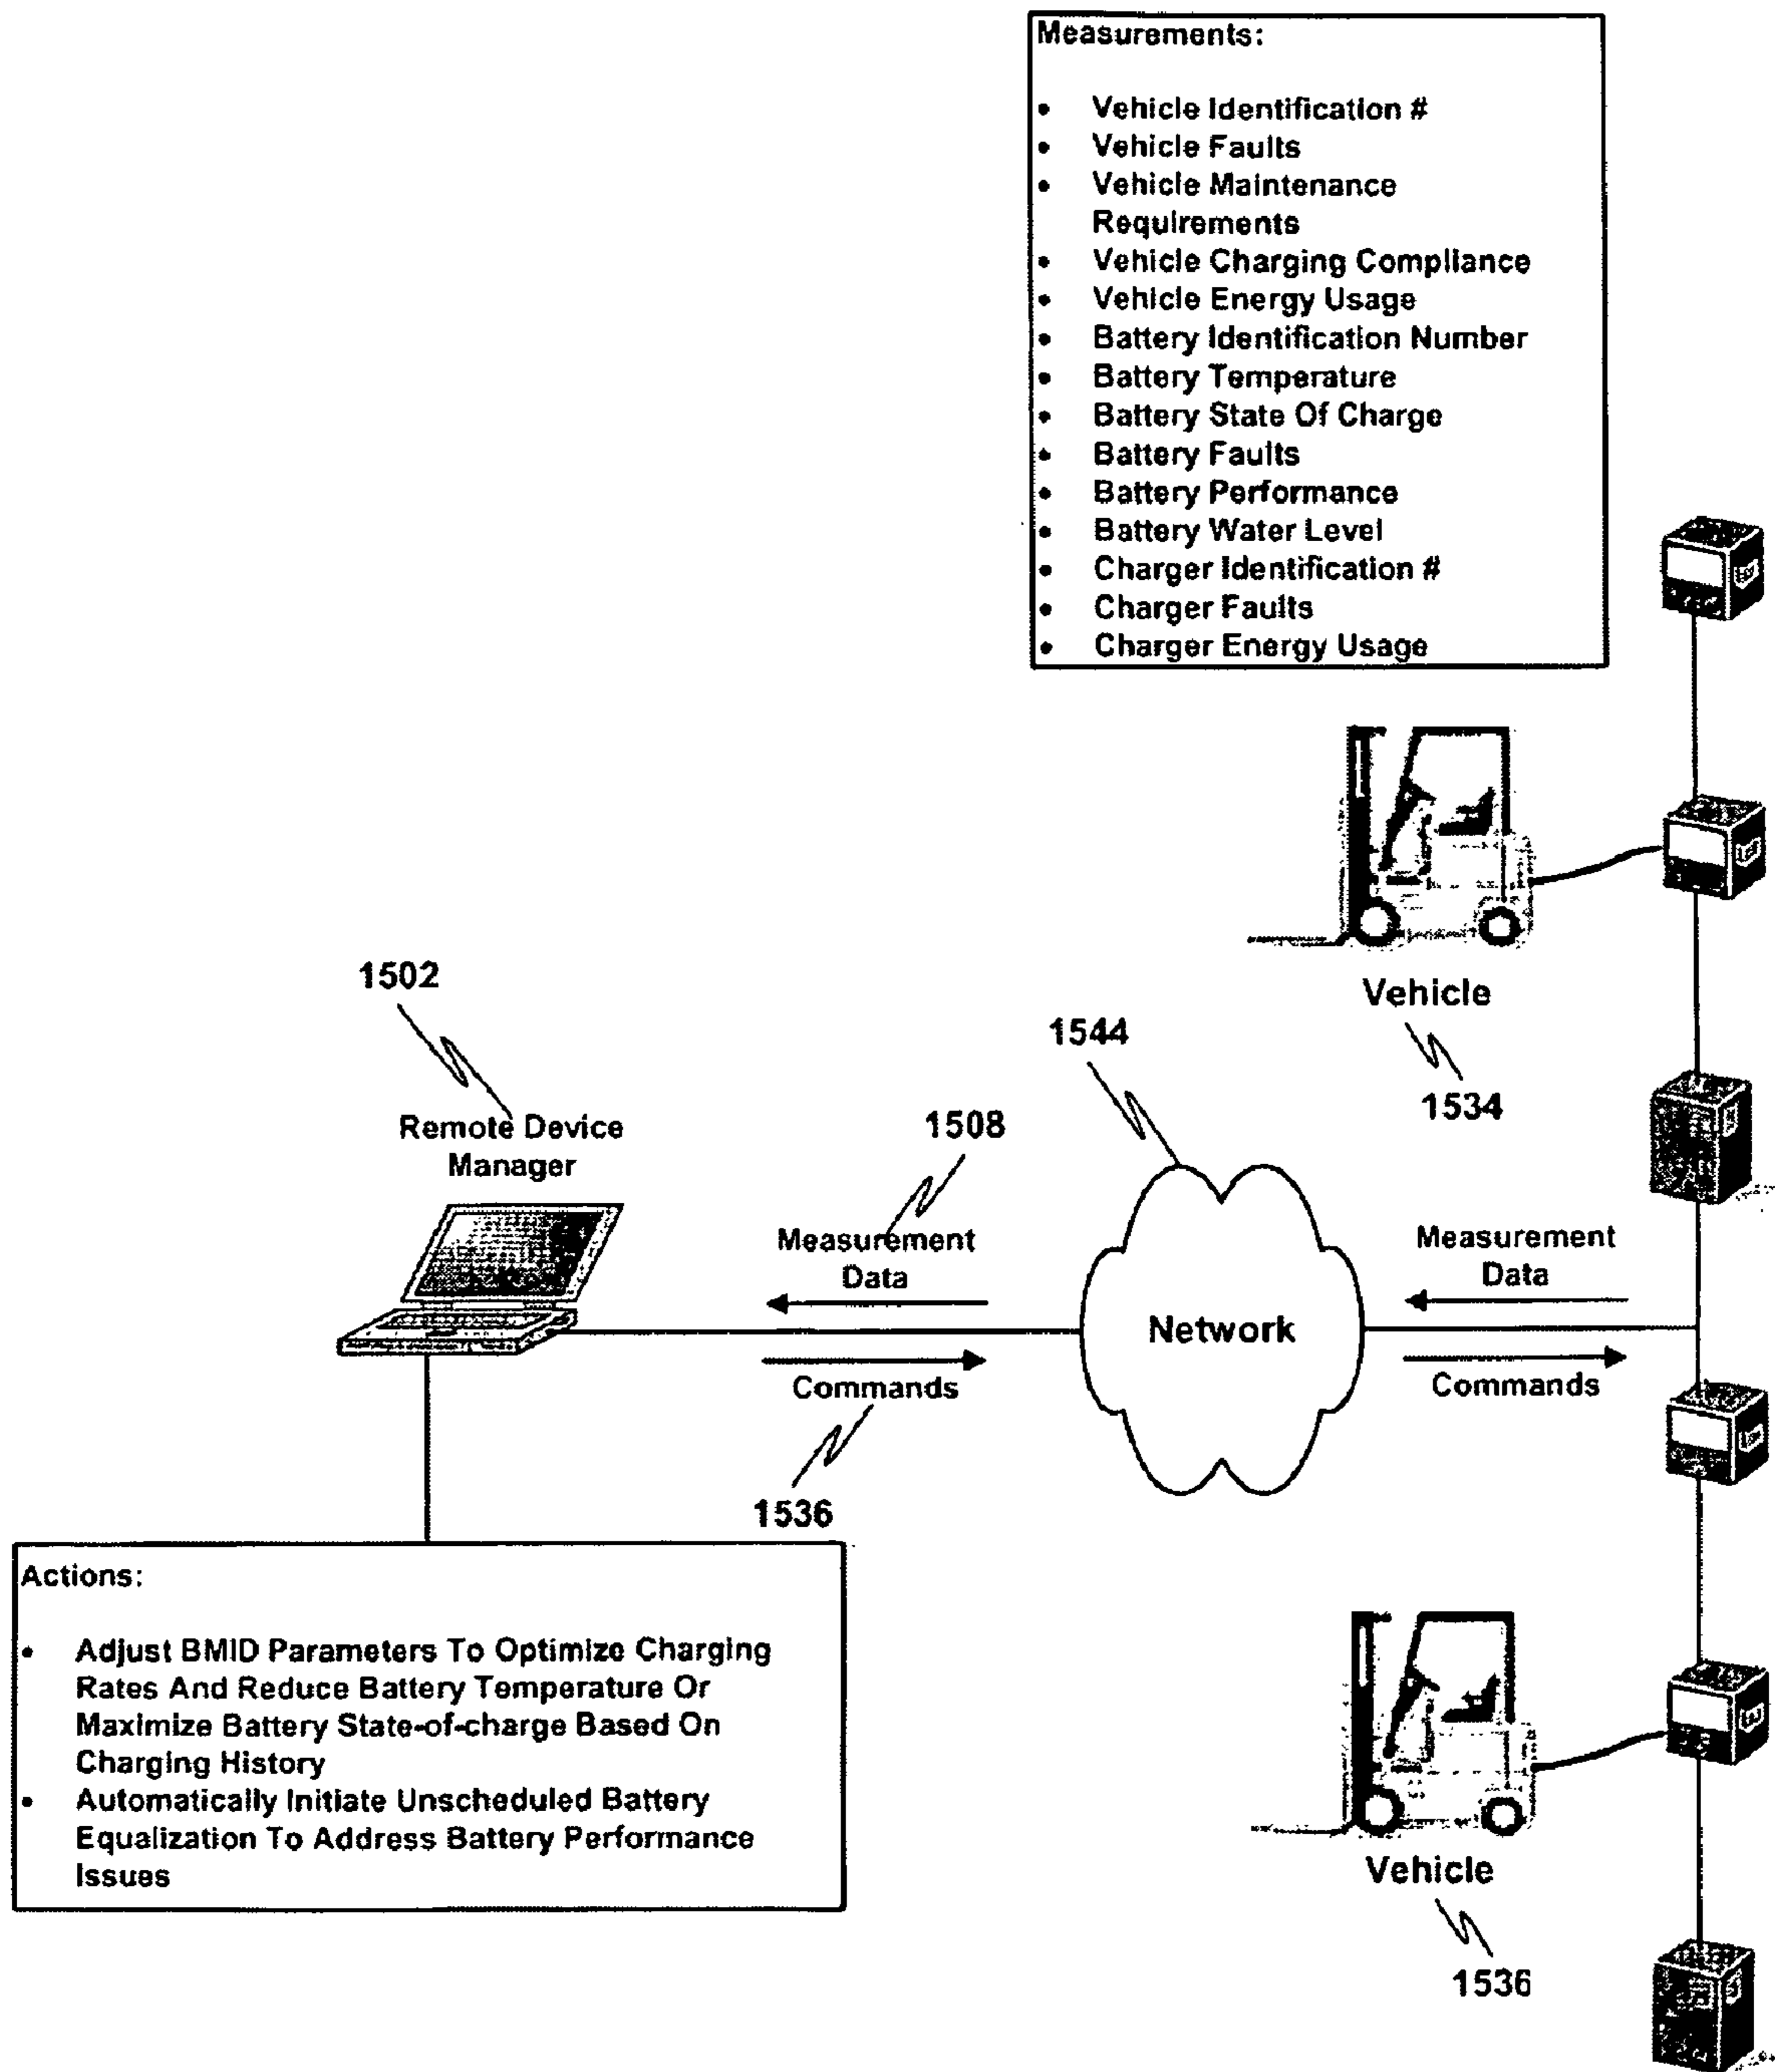 Measurements:
• Vehicle Identification #
• Vehicle Faults
• Vehicle Maintenance
Requirements
• Vehicle Charging Compliance
• Vehicle Energy Usage
• Battery Identification Number
• Battery Temperature
• Battery State Of Charge
• Battery Faults
• Battery Performance
• Battery Water Level
• Charger Identification #
• Charger Faults
• Charger Energy Usage
Vehicle
1534
1502
Remote Device
Manager
1508
Measurement
Data
Commands
1536
1544
Network
Measurement
Data
Commands
Actions:
• Adjust BMID Parameters To Optimize Charging
Rates And Reduce Battery Temperature Or
Maximize Battery State-of-charge Based On
Charging History
• Automatically Initiate Unscheduled Battery
Equalization To Address Battery Performance
Issues
Vehicle
1536